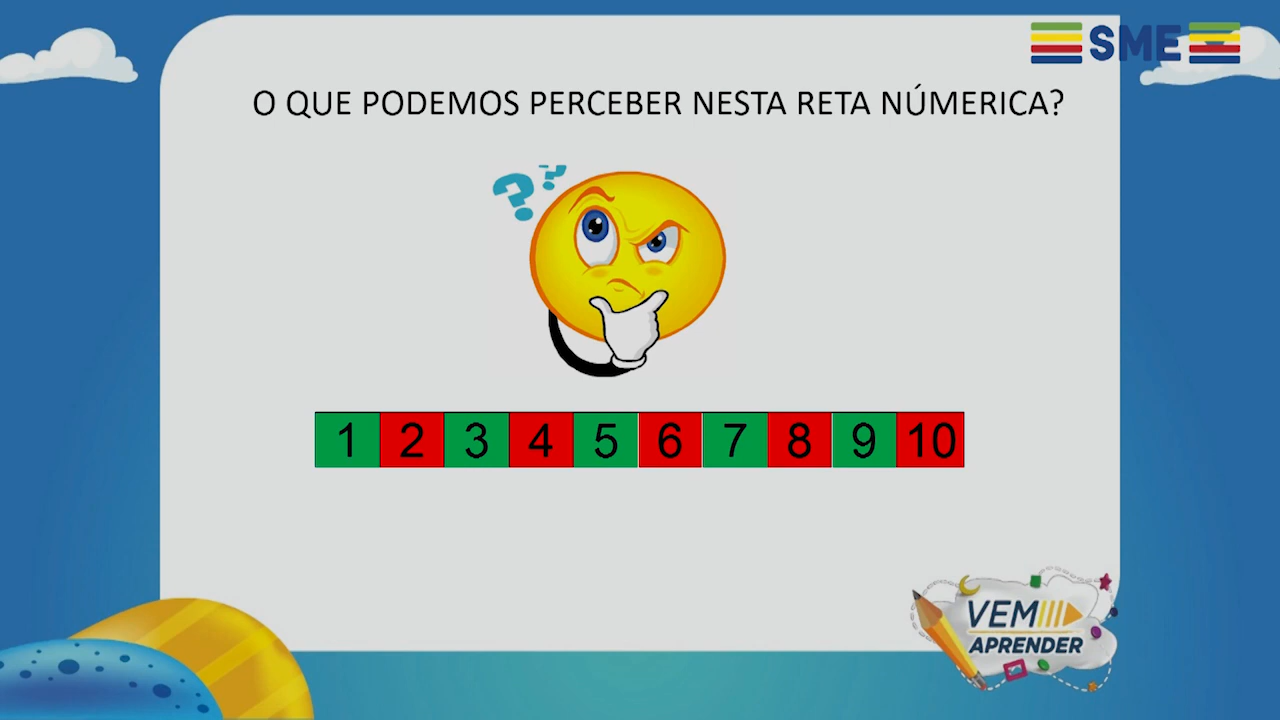 SME
O QUE PODEMOS PERCEBER NESTA RETA NÚMERICA?
??
1 2 3 4 5 6 7 8 9 10
VEM
APRENDER